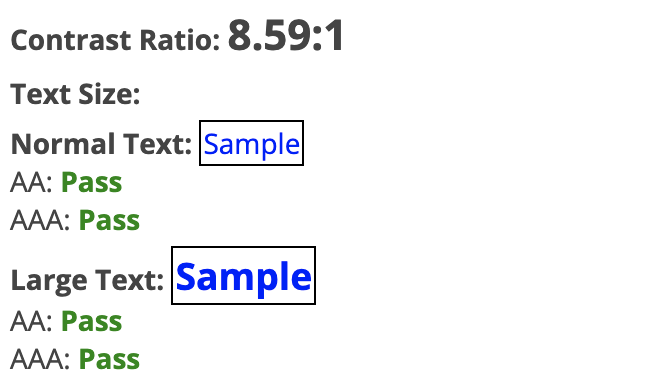 Contrast Ratio: 8.59:1
Text Size:
Normal Text: Sample
AA: Pass
AAA: Pass
Large Text: Sample
AA: Pass
AAA: Pass